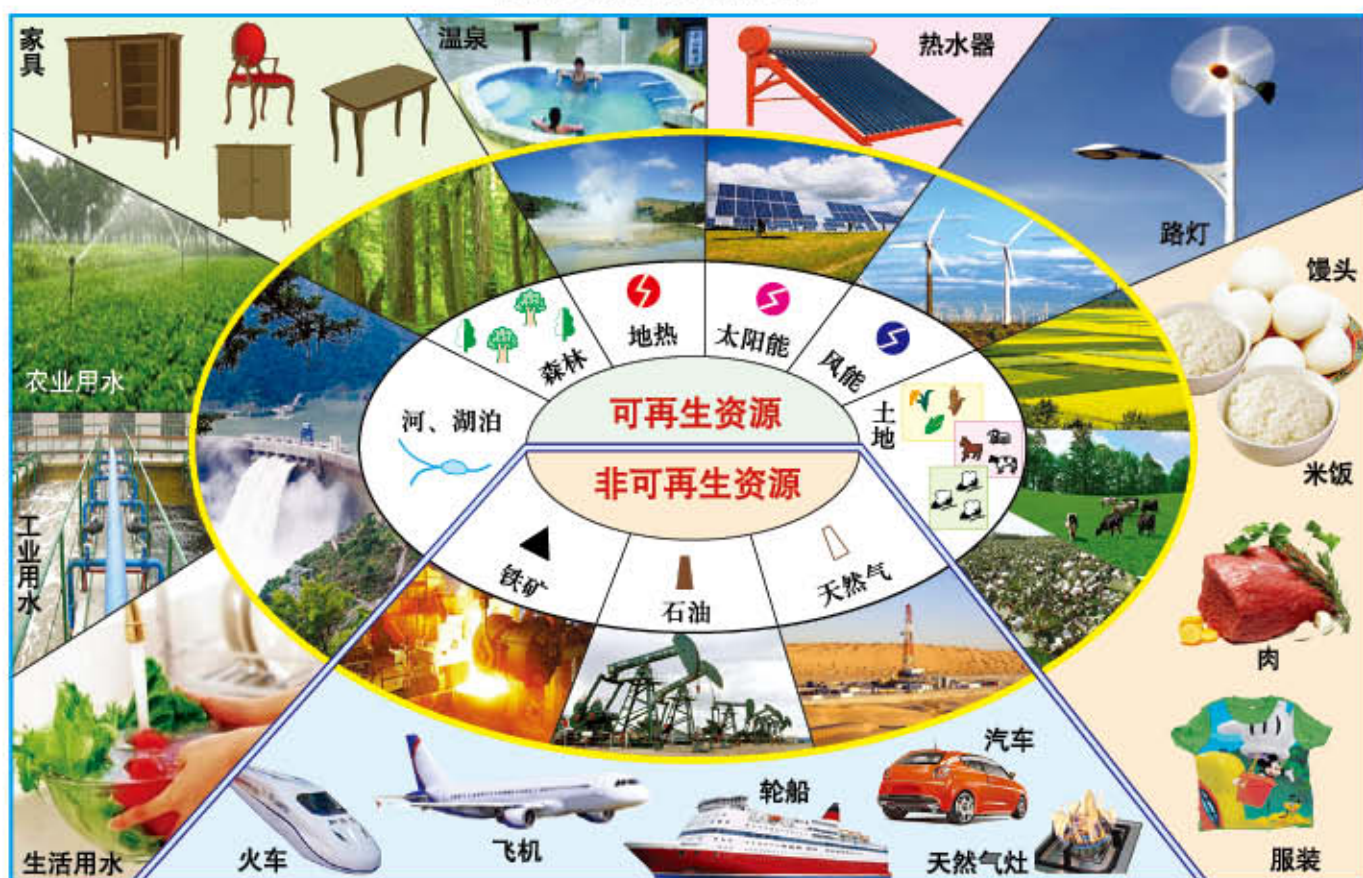 家具
温泉
热水器
路灯
馒头
米饭
肉
服装
农业用水
工业用水
生活用水
森林
地热
太阳能
风能
土地
河、湖泊
可再生资源
非可再生资源
铁矿
石油
天然气
火车
飞机
轮船
汽车
天然气灶